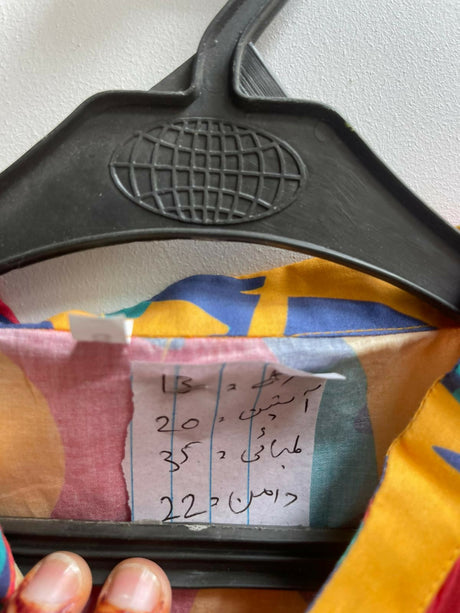 13 =
آستین = 20
لمبائی = 35
دامن = 22